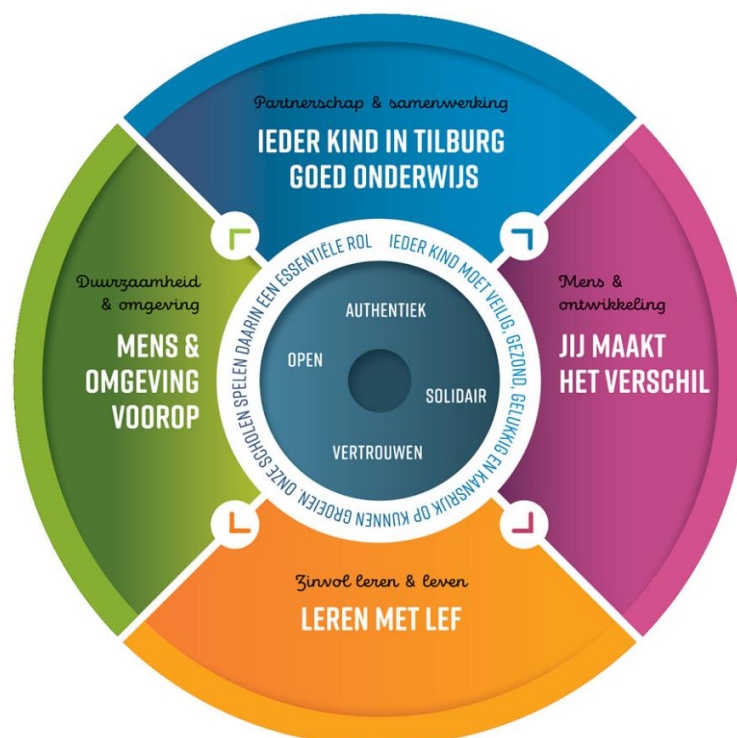 Partnerschap & samenwerking
IEDER KIND IN TILBURG
GOED ONDERWIJS
Duurzaamheid
& omgeving
MENS &
OMGEVING
VOOROP
IEDER KIND MOET VEILIG, GEZOND, GELUKKIG EN KANSRIJK OP KUNNEN GROEIEN. ONZE SCHOLEN SPELEN DAARIN EEN ESSENTIËLE ROL
AUTHENTIEK
OPEN
SOLIDAIR
VERTROUWEN
Mens &
ontwikkeling
JIJ MAAKT
HET VERSCHIL
Zinvol leren & leven
LEREN MET LEF